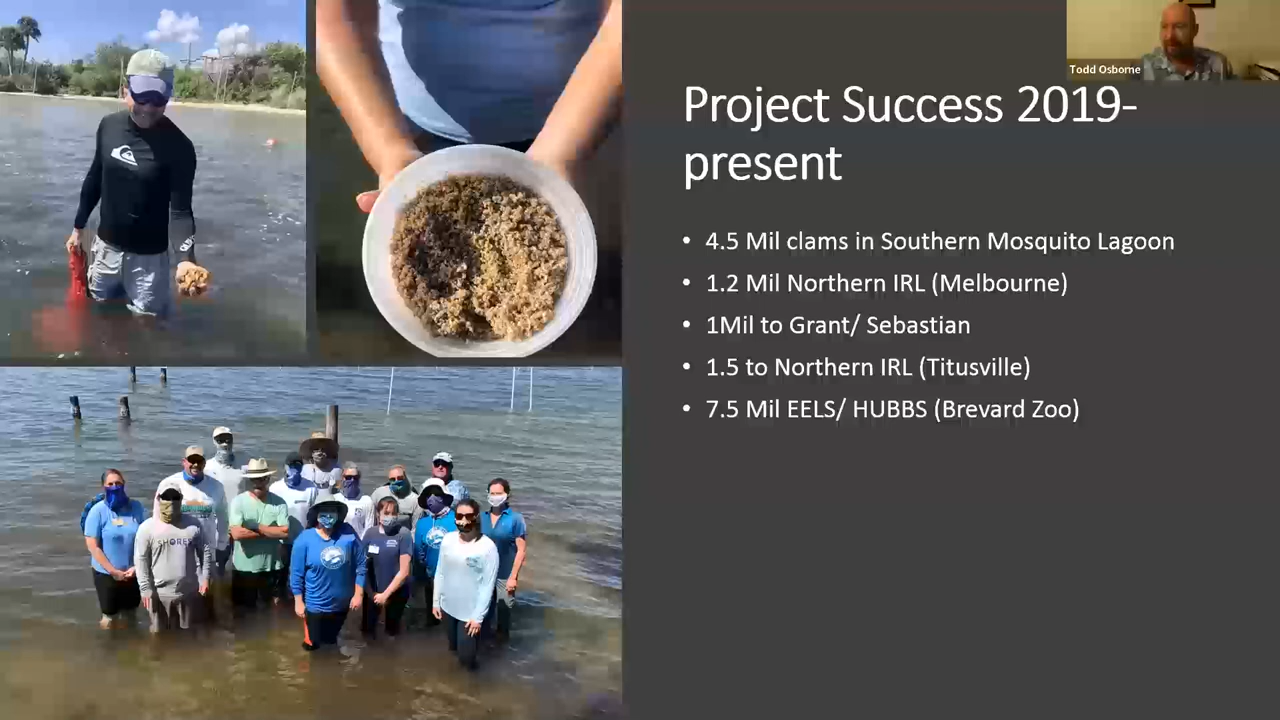 Todd Osborne
Project Success 2019-
present
• 4.5 Mil clams in Southern Mosquito Lagoon
• 1.2 Mil Northern IRL (Melbourne)
• 1Mil to Grant/ Sebastian
• 1.5 to Northern IRL (Titusville)
• 7.5 Mil EELS/ HUBBS (Brevard Zoo)
SHORES